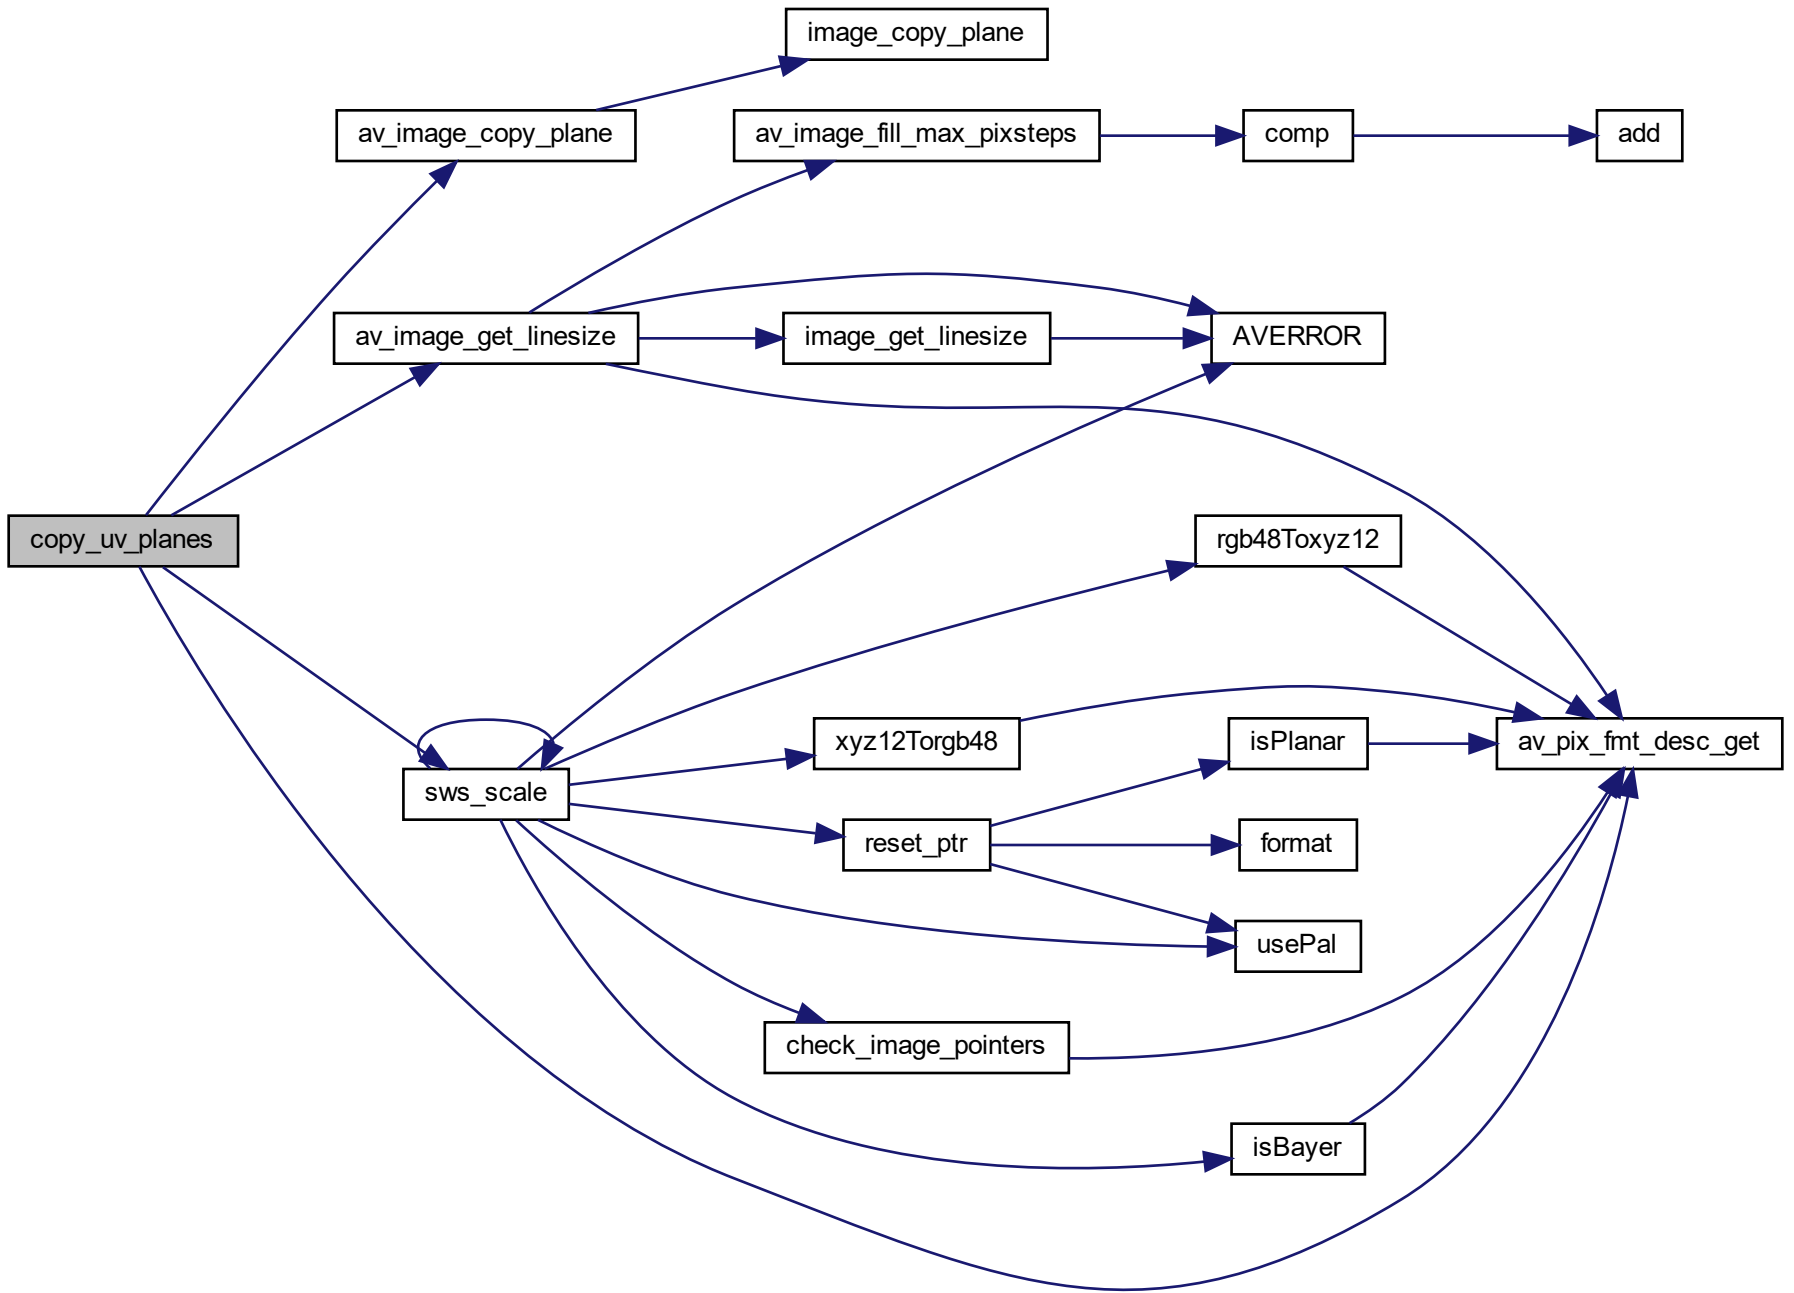 image_copy_plane
av_image_copy_plane
av_image_fill_max_pixsteps
comp
add
av_image_get_linesize
image_get_linesize
AVERROR
copy_uv_planes
rgb48Toxyz12
xyz12Torgb48
isPlanar
av_pix_fmt_desc_get
sws_scale
reset_ptr
format
usePal
check_image_pointers
isBayer